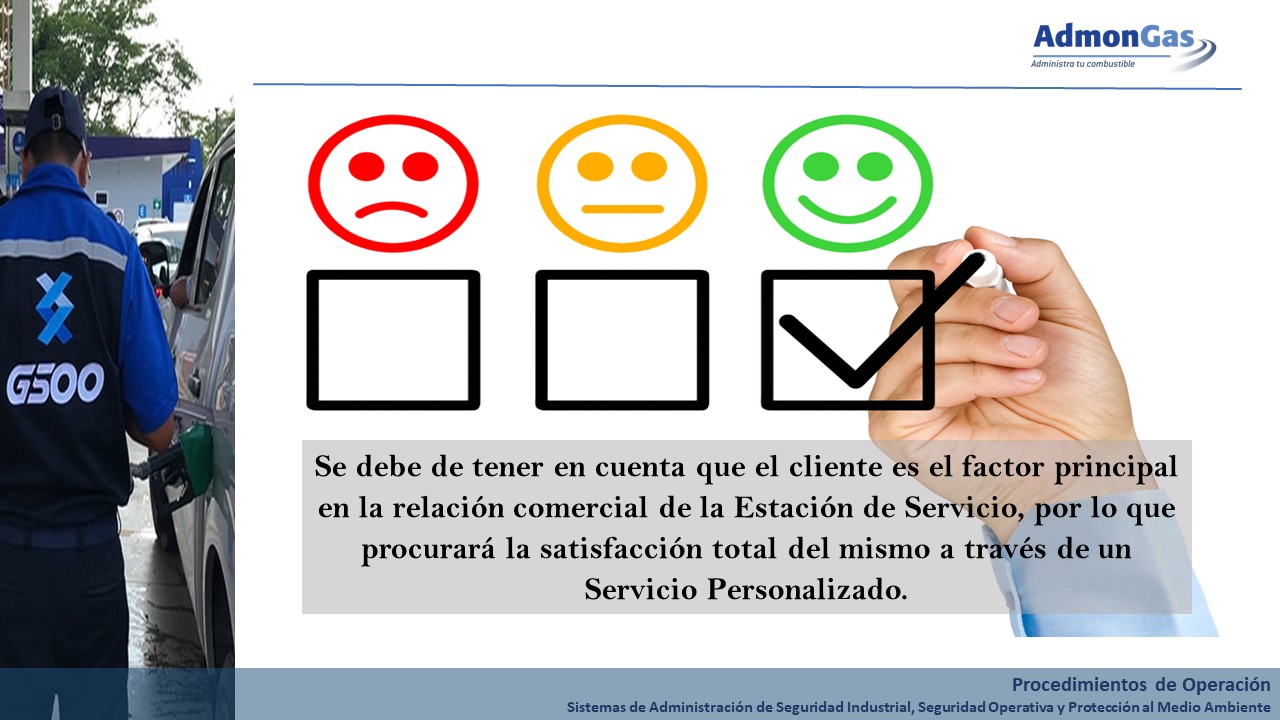 AdmonGas
Administra tu combustible
G500
Se debe de tener en cuenta que el cliente es el factor principal
en la relación comercial de la Estación de Servicio, por lo que
procurará la satisfacción total del mismo a través de un
Servicio Personalizado.
Procedimientos de Operación
Sistemas de Administración de Seguridad Industrial, Seguridad Operativa y Protección al Medio Ambiente